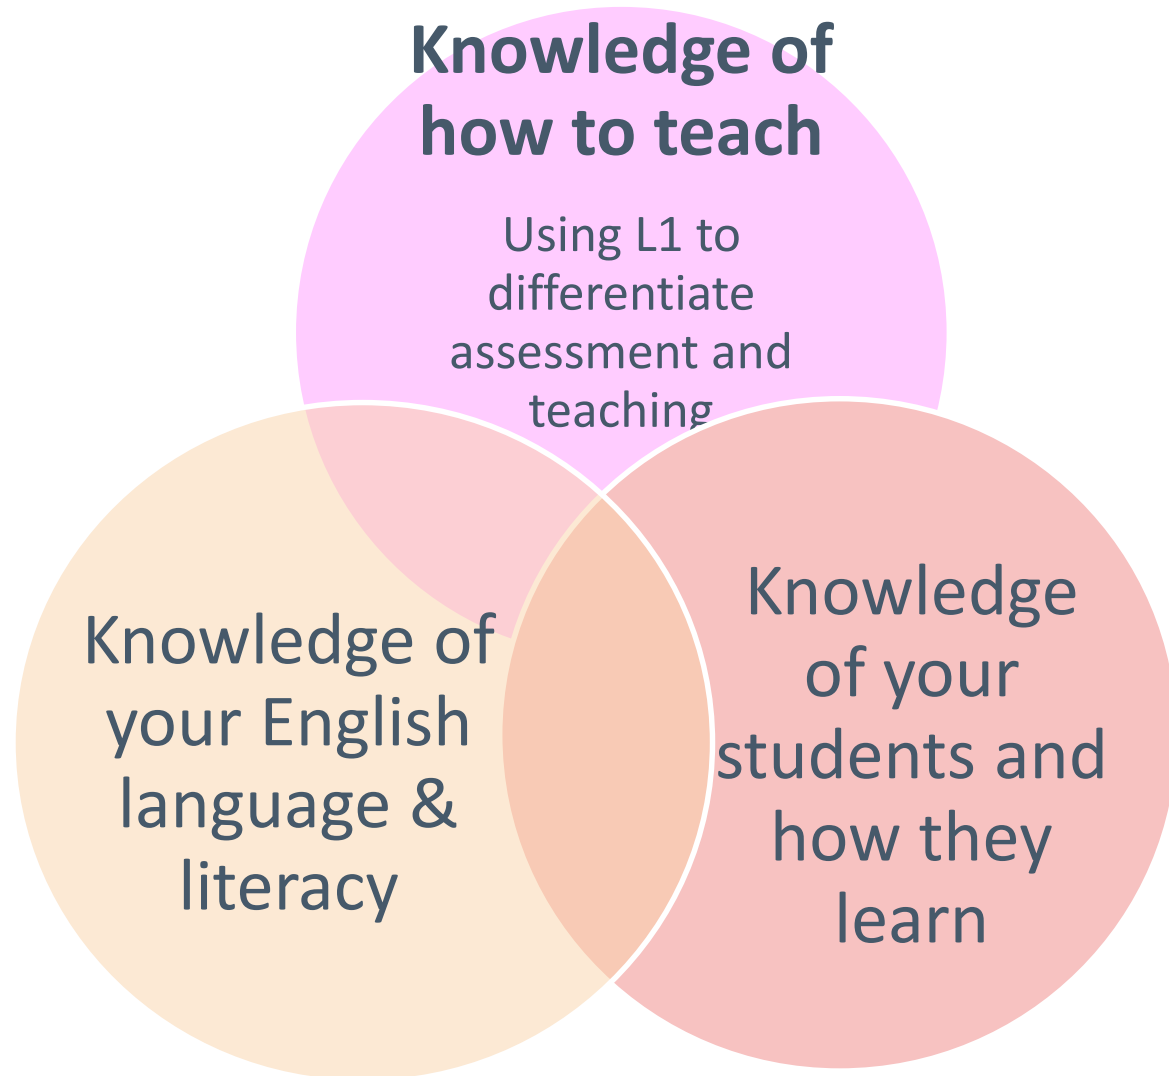 Knowledge of
how to teach
Using L1 to
differentiate
assessment and
teaching
Knowledge of
your English
language &
literacy
Knowledge
of your
students and
how they
learn